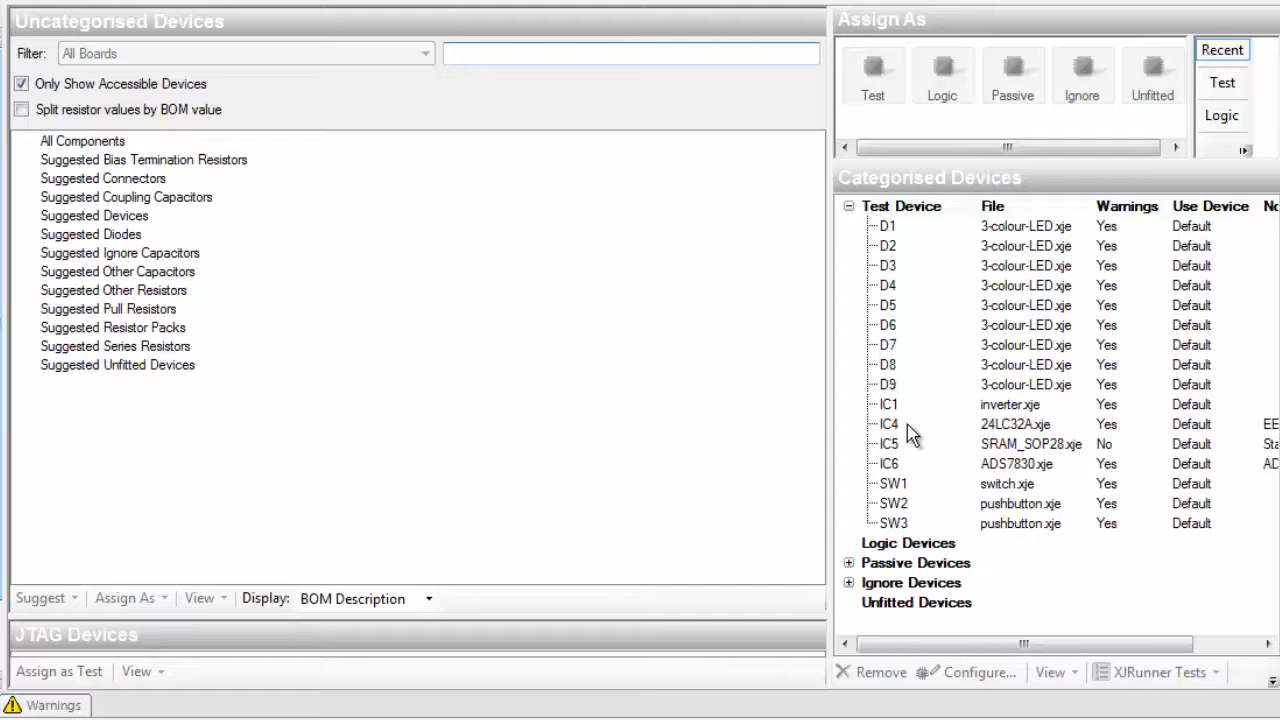 Uncategorised Devices
Filter: All Boards
Only Show Accessible Devices
Split resistor values by BOM value
All Components
Suggested Bias Termination Resistors
Suggested Connectors
Suggested Coupling Capacitors
Suggested Devices
Suggested Diodes
Suggested Ignore Capacitors
Suggested Other Capacitors
Suggested Other Resistors
Suggested Pull Resistors
Suggested Resistor Packs
Suggested Series Resistors
Suggested Unfitted Devices
Suggest Assign As View Display: BOM Description
JTAG Devices
Assign as Test View
Warnings
Assign As
Test Logic Passive Ignore Unfitted
Recent
Test
Logic
Categorised Devices
Test Device File Warnings Use Device No
D1 3-colour-LED.xje Yes Default
D2 3-colour-LED.xje Yes Default
D3 3-colour-LED.xje Yes Default
D4 3-colour-LED.xje Yes Default
D5 3-colour-LED.xje Yes Default
D6 3-colour-LED.xje Yes Default
D7 3-colour-LED.xje Yes Default
D8 3-colour-LED.xje Yes Default
D9 3-colour-LED.xje Yes Default
IC1 inverter.xje Yes Default
IC4 24LC32A.xje Yes Default EE
IC5 SRAM_SOP28.xje No Default Sta
IC6 ADS7830.xje Yes Default AD
SW1 switch.xje Yes Default
SW2 pushbutton.xje Yes Default
SW3 pushbutton.xje Yes Default
Logic Devices
Passive Devices
Ignore Devices
Unfitted Devices
Remove Configure... View XJRunner Tests